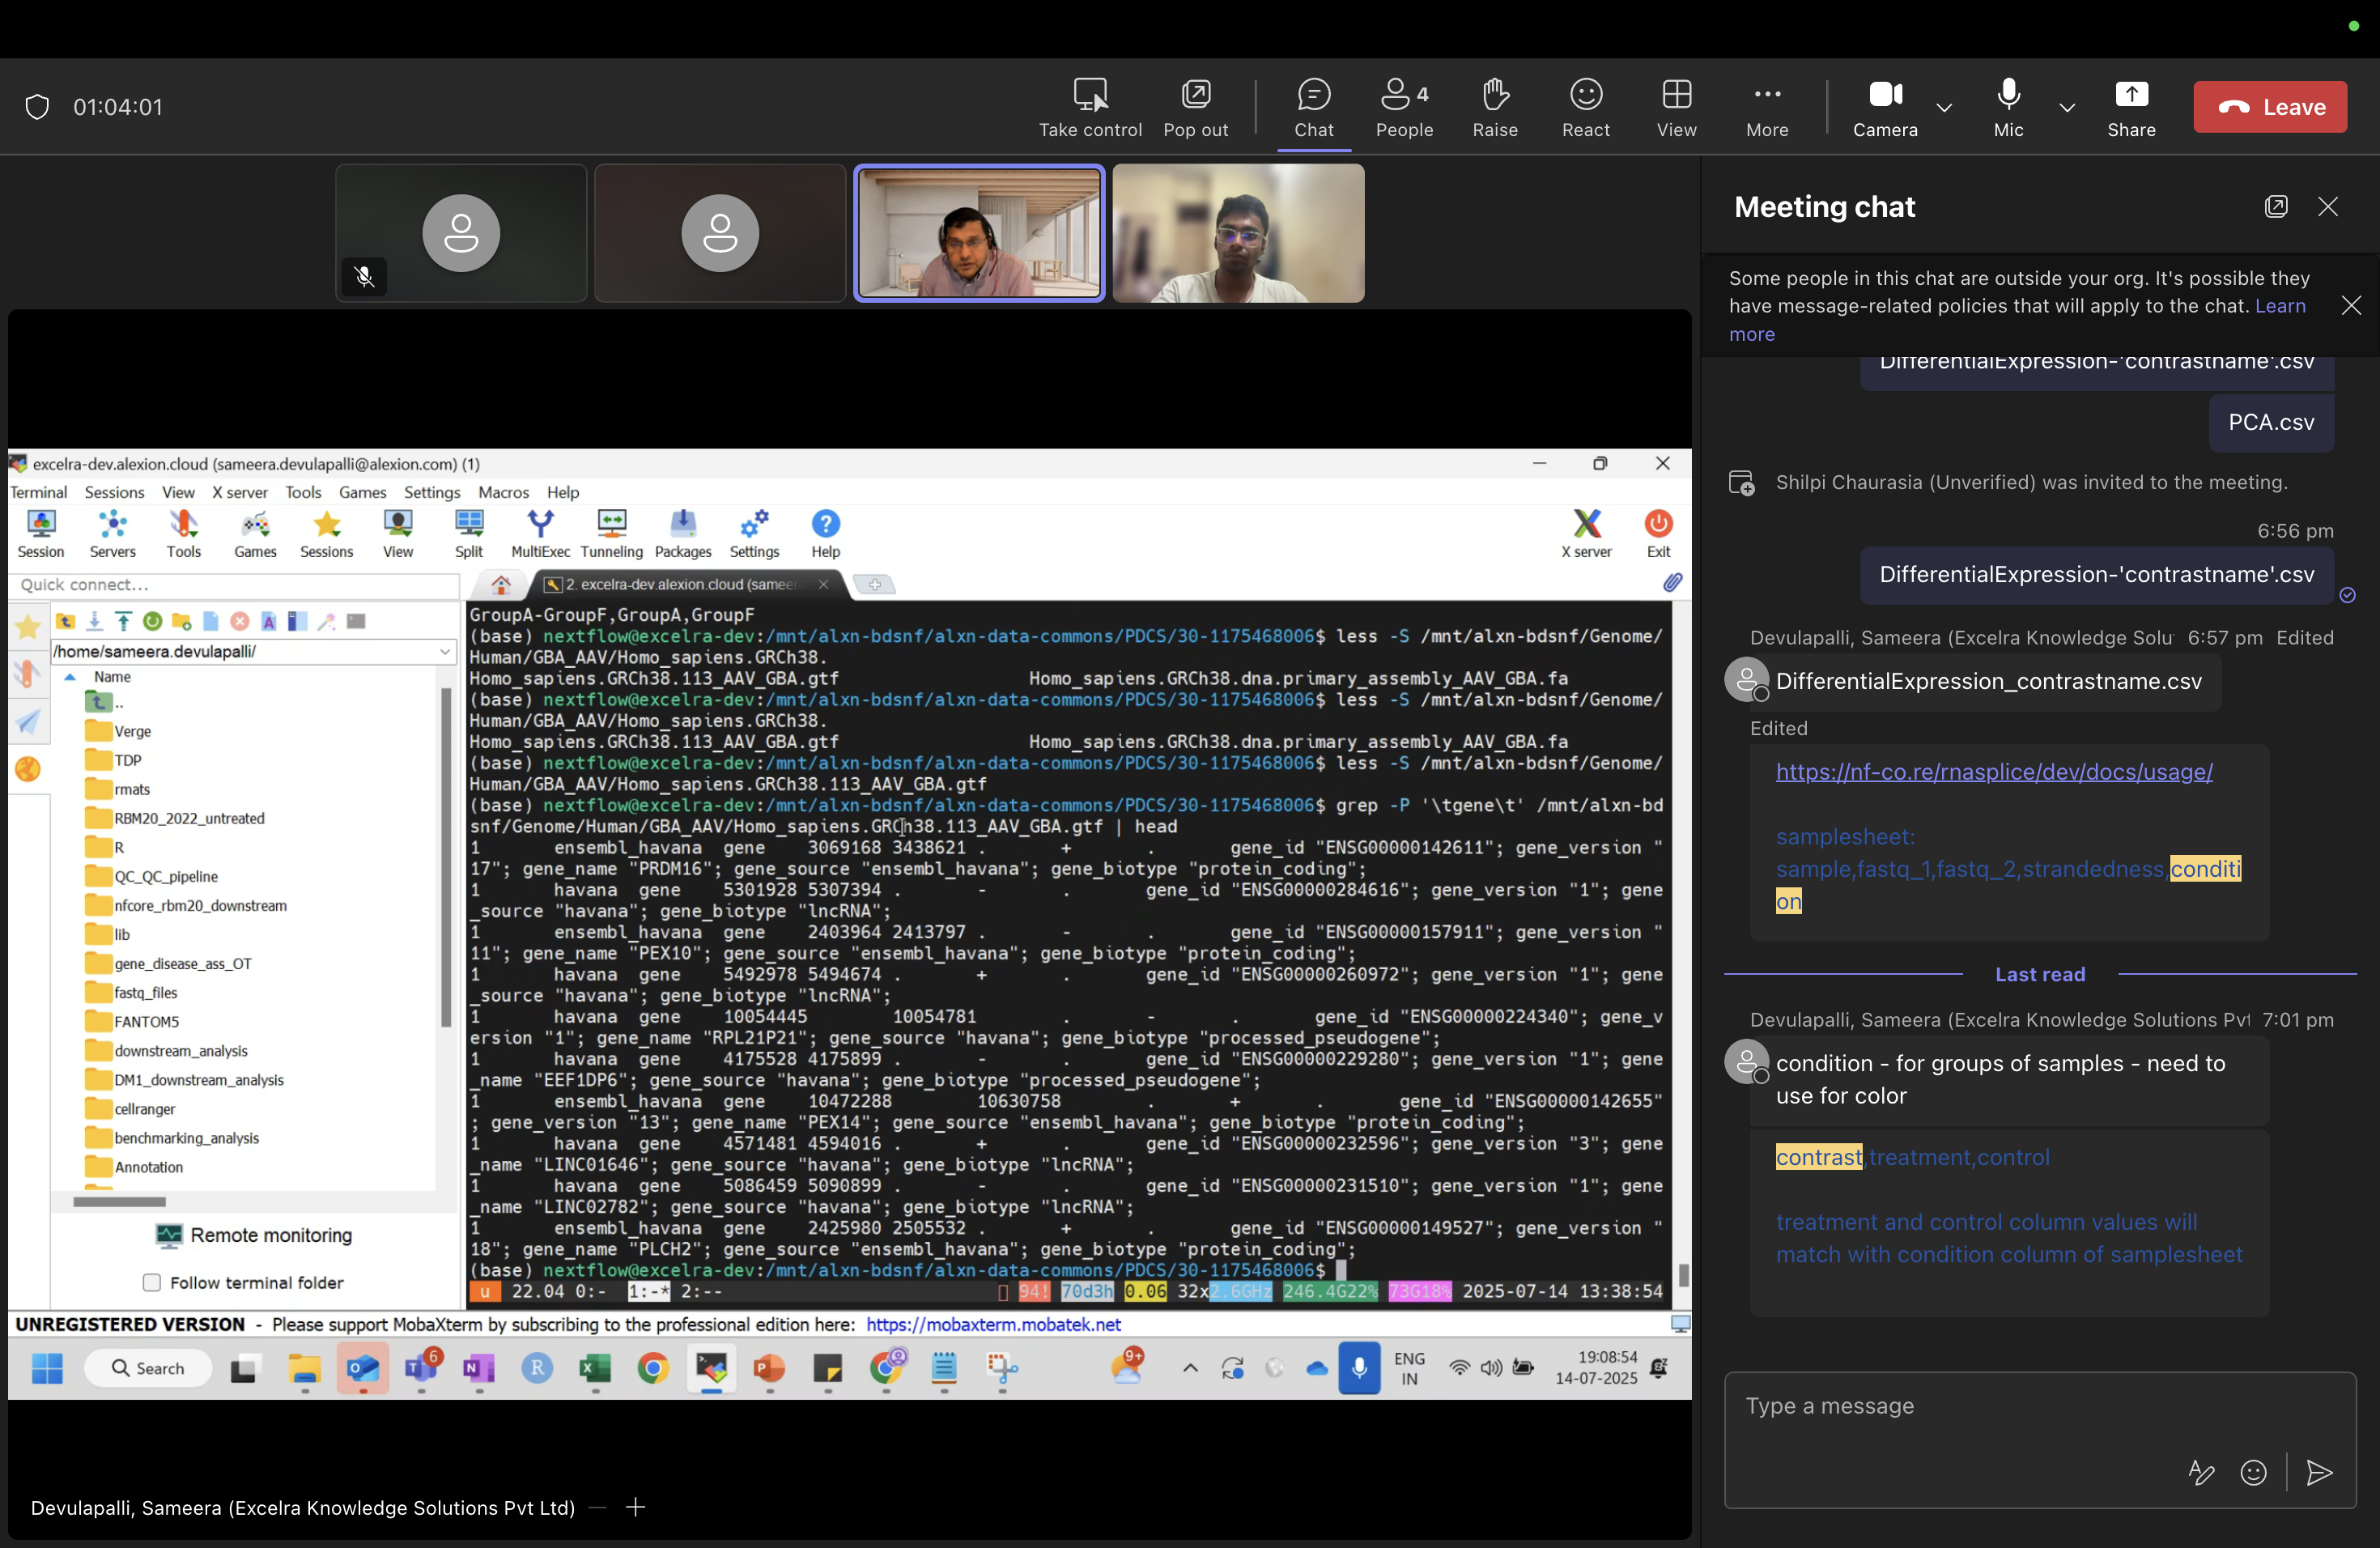 01:04:01
Take control
Pop out
Chat
4
People
Raise
React
View
More
Camera
Mic
Share
Leave
excelra-dev.alexion.cloud (sameera.devulapalli@alexion.com) (1)
Terminal Sessions View X server Tools Games Settings Macros Help
Session Servers Tools Games Sessions View Split MultiExec Tunneling Packages Settings Help X server Exit
Quick connect...
2. excelra-dev.alexion.cloud (sameer
/home/sameera.devulapalli/
Name
..
Verge
TDP
rmats
RBM20_2022_untreated
R
QC_QC_pipeline
nfcore_rbm20_downstream
lib
gene_disease_ass_OT
fastq_files
FANTOM5
downstream_analysis
DM1_downstream_analysis
cellranger
benchmarking_analysis
Annotation
Remote monitoring
Follow terminal folder
GroupA-GroupF,GroupA,GroupF
(base) nextflow@excelra-dev:/mnt/alxn-bdsnf/alxn-data-commons/PDCS/30-1175468006$ less -S /mnt/alxn-bdsnf/Genome/
Human/GBA_AAV/Homo_sapiens.GRCh38.
Homo_sapiens.GRCh38.113_AAV_GBA.gtf Homo_sapiens.GRCh38.dna.primary_assembly_AAV_GBA.fa
(base) nextflow@excelra-dev:/mnt/alxn-bdsnf/alxn-data-commons/PDCS/30-1175468006$ less -S /mnt/alxn-bdsnf/Genome/
Human/GBA_AAV/Homo_sapiens.GRCh38.
Homo_sapiens.GRCh38.113_AAV_GBA.gtf Homo_sapiens.GRCh38.dna.primary_assembly_AAV_GBA.fa
(base) nextflow@excelra-dev:/mnt/alxn-bdsnf/alxn-data-commons/PDCS/30-1175468006$ less -S /mnt/alxn-bdsnf/Genome/
Human/GBA_AAV/Homo_sapiens.GRCh38.113_AAV_GBA.gtf
(base) nextflow@excelra-dev:/mnt/alxn-bdsnf/alxn-data-commons/PDCS/30-1175468006$ grep -P '\tgene\t' /mnt/alxn-bd
snf/Genome/Human/GBA_AAV/Homo_sapiens.GRCh38.113_AAV_GBA.gtf | head
1 ensembl_havana gene 3069168 3438621 . + . gene_id "ENSG00000142611"; gene_version "
17"; gene_name "PRDM16"; gene_source "ensembl_havana"; gene_biotype "protein_coding";
1 havana gene 5301928 5307394 . - . gene_id "ENSG00000284616"; gene_version "1"; gene
_source "havana"; gene_biotype "lncRNA";
1 ensembl_havana gene 2403964 2413797 . - . gene_id "ENSG00000157911"; gene_version "
11"; gene_name "PEX10"; gene_source "ensembl_havana"; gene_biotype "protein_coding";
1 havana gene 5492978 5494674 . + . gene_id "ENSG00000260972"; gene_version "1"; gene
_source "havana"; gene_biotype "lncRNA";
1 havana gene 10054445 10054781 . - . gene_id "ENSG00000224340"; gene_v
ersion "1"; gene_name "RPL21P21"; gene_source "havana"; gene_biotype "processed_pseudogene";
1 havana gene 4175528 4175899 . - . gene_id "ENSG00000229280"; gene_version "1"; gene
_name "EEF1DP6"; gene_source "havana"; gene_biotype "processed_pseudogene";
1 ensembl_havana gene 10472288 10630758 . + . gene_id "ENSG00000142655"
; gene_version "13"; gene_name "PEX14"; gene_source "ensembl_havana"; gene_biotype "protein_coding";
1 havana gene 4571481 4594016 . + . gene_id "ENSG00000232596"; gene_version "3"; gene
_name "LINC01646"; gene_source "havana"; gene_biotype "lncRNA";
1 havana gene 5086459 5090899 . - . gene_id "ENSG00000231510"; gene_version "1"; gene
_name "LINC02782"; gene_source "havana"; gene_biotype "lncRNA";
1 ensembl_havana gene 2425980 2505532 . + . gene_id "ENSG00000149527"; gene_version "
18"; gene_name "PLCH2"; gene_source "ensembl_havana"; gene_biotype "protein_coding";
(base) nextflow@excelra-dev:/mnt/alxn-bdsnf/alxn-data-commons/PDCS/30-1175468006$
u 22.04 0:- 1:-* 2:-- 94! 70d3h 0.06 32x2.6GHz 246.4G22% 73G18% 2025-07-14 13:38:54
UNREGISTERED VERSION - Please support MobaXterm by subscribing to the professional edition here: https://mobaxterm.mobatek.net
Search
6
9+
ENG
IN
19:08:54
14-07-2025
Devulapalli, Sameera (Excelra Knowledge Solutions Pvt Ltd)
Meeting chat
Some people in this chat are outside your org. It's possible they
have message-related policies that will apply to the chat. Learn
more
DifferentialExpression-'contrastname'.csv
PCA.csv
Shilpi Chaurasia (Unverified) was invited to the meeting.
6:56 pm
DifferentialExpression-'contrastname'.csv
Devulapalli, Sameera (Excelra Knowledge Solu 6:57 pm Edited
DifferentialExpression_contrastname.csv
Edited
https://nf-co.re/rnasplice/dev/docs/usage/
samplesheet:
sample,fastq_1,fastq_2,strandedness,conditi
on
Last read
Devulapalli, Sameera (Excelra Knowledge Solutions Pvt 7:01 pm
condition - for groups of samples - need to
use for color
contrast,treatment,control
treatment and control column values will
match with condition column of samplesheet
Type a message